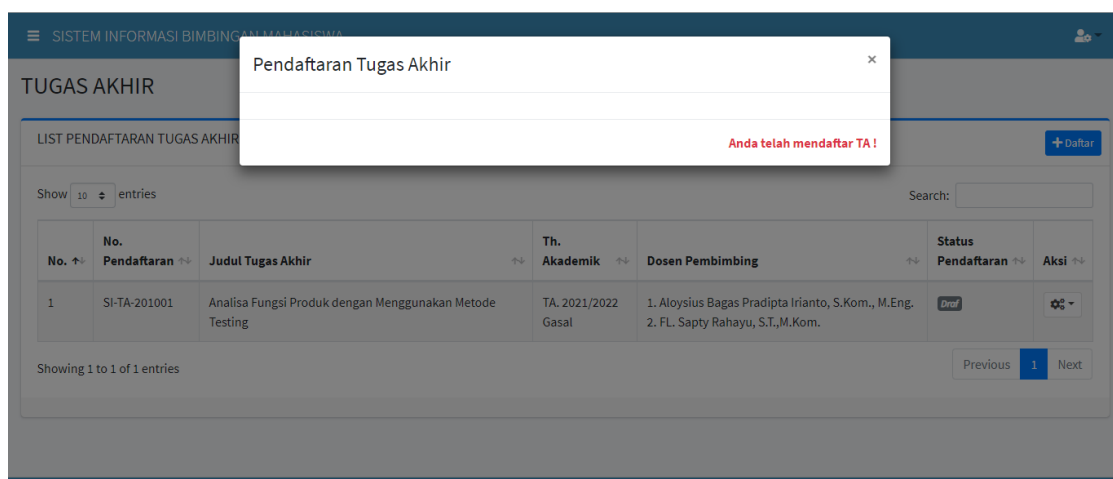 SISTEM INFORMASI BIMBINGAN MAHASISWA
Pendaftaran Tugas Akhir
×
TUGAS AKHIR
Anda telah mendaftar TA !
LIST PENDAFTARAN TUGAS AKHIR
+ Daftar
Show 10 entries
Search:
No.
No. Pendaftaran
Judul Tugas Akhir
Th. Akademik
Dosen Pembimbing
Status Pendaftaran
Aksi
1
SI-TA-201001
Analisa Fungsi Produk dengan Menggunakan Metode
Testing
TA. 2021/2022
Gasal
1. Aloysius Bagas Pradipta Irianto, S.Kom., M.Eng.
2. FL. Sapty Rahayu, S.T.,M.Kom.
Draf
Showing 1 to 1 of 1 entries
Previous 1 Next